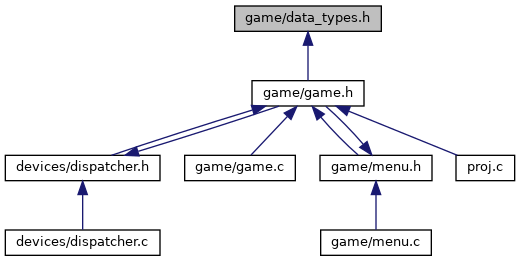 game/data_types.h
game/game.h
devices/dispatcher.h
game/game.c
game/menu.h
proj.c
devices/dispatcher.c
game/menu.c